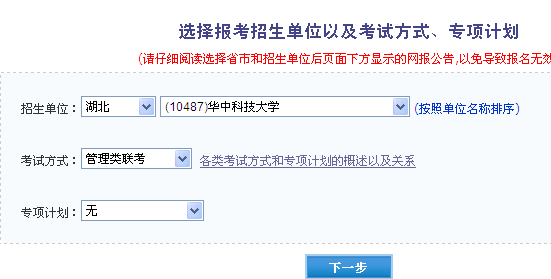 选择报考招生单位以及考试方式、专项计划
(请仔细阅读选择省市和招生单位后页面下方显示的网报公告,以免导致报名无效
招生单位： 湖北 (10487)华中科技大学 (按照单位名称排序)
考试方式： 管理类联考 各类考试方式和专项计划的概述以及关系
专项计划： 无
下一步